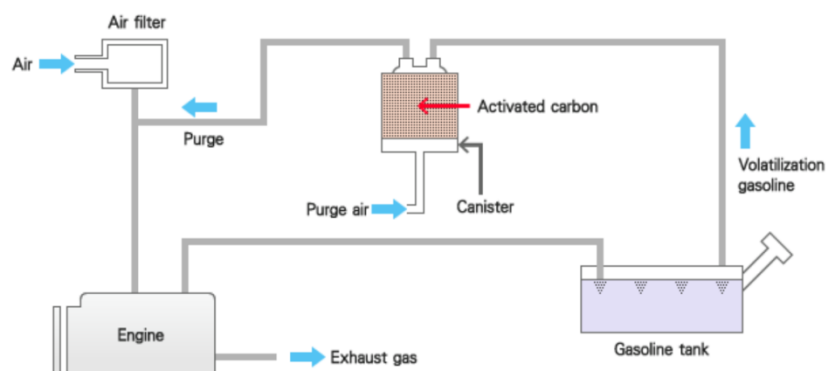 Air filter
Air
Activated carbon
Purge
Volatilization
gasoline
Purge air
Canister
Engine
Gasoline tank
Exhaust gas